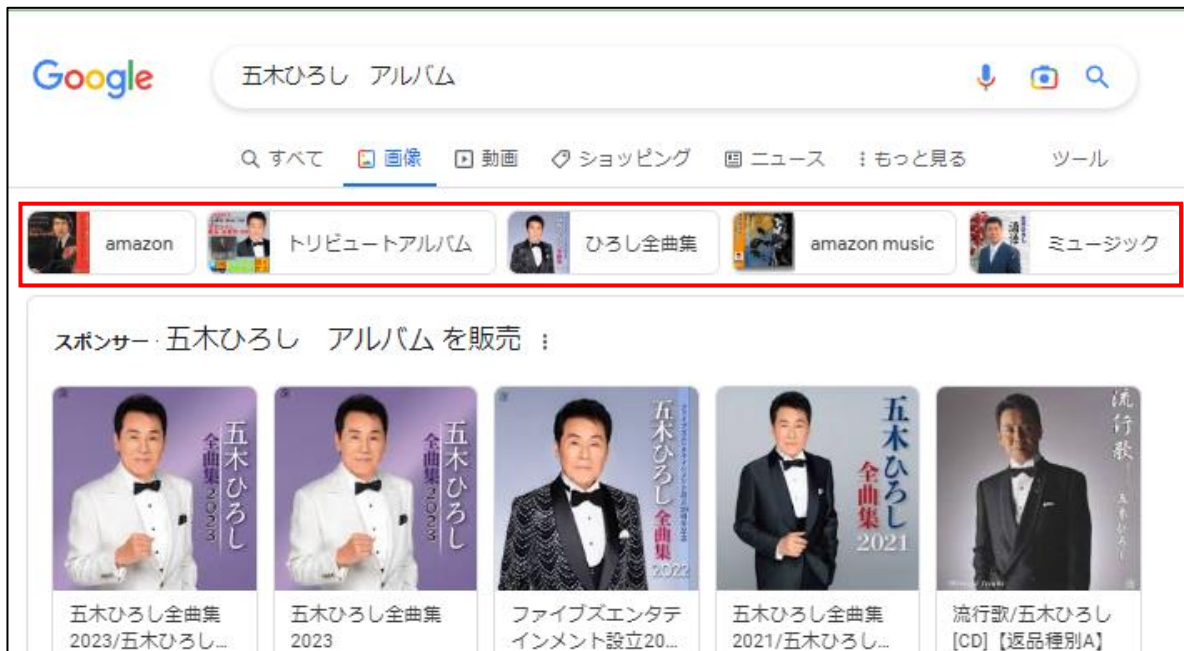 Google
五木ひろし　アルバム
すべて 画像 動画 ショッピング ニュース もっと見る ツール
amazon トリビュートアルバム ひろし全曲集 amazon music ミュージック
スポンサー · 五木ひろし　アルバム を販売
五木ひろし
全曲集2023
五木ひろし
全曲集2023
五木ひろし 全曲集
2022
五木ひろし
全曲集
2021
流行歌
五木ひろし
五木ひろし全曲集
2023/五木ひろし...
五木ひろし全曲集
2023
ファイブズエンタテ
インメント設立20...
五木ひろし全曲集
2021/五木ひろし...
流行歌/五木ひろし
[CD]【返品種別A】